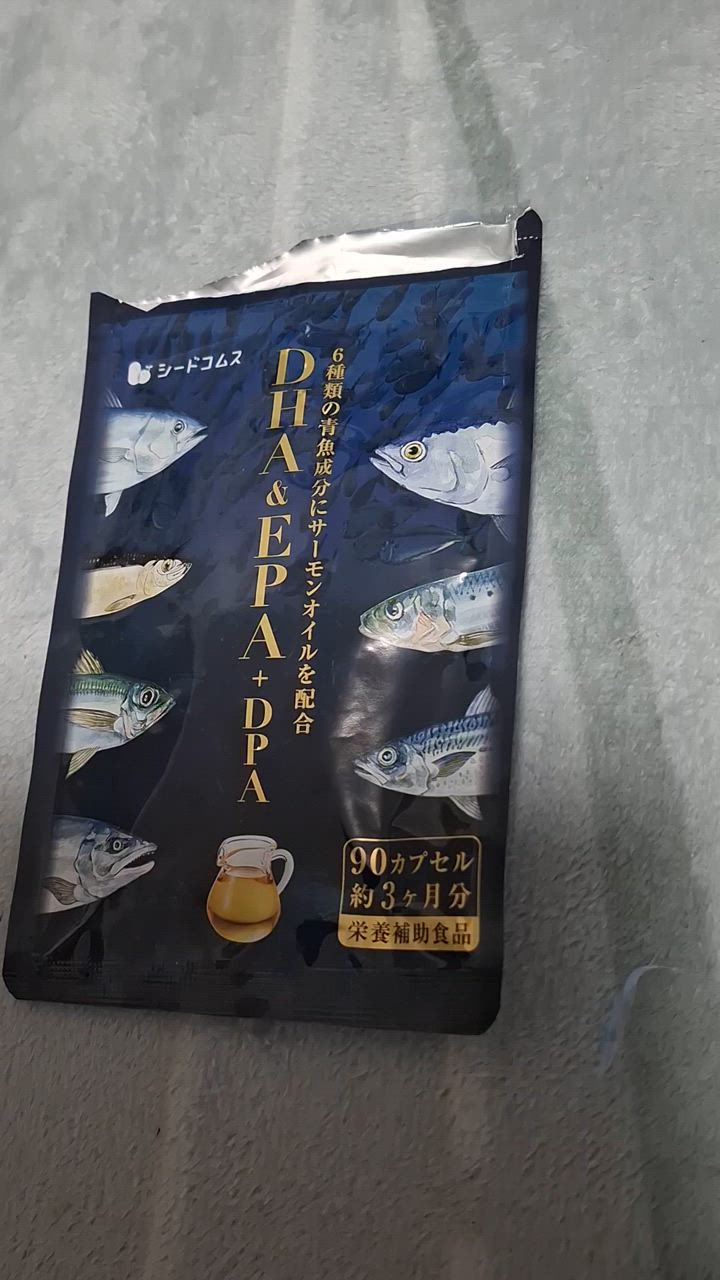 シードコムス
6種類の青魚成分にサーモンオイルを配合
DHA&EPA+DPA
90カプセル
約3ヶ月分
栄養補助食品